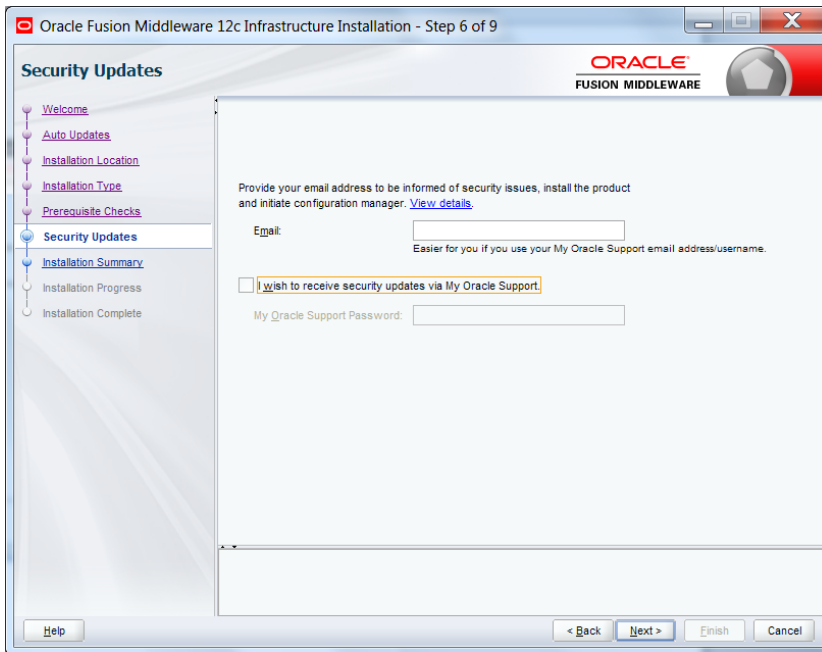 Oracle Fusion Middleware 12c Infrastructure Installation - Step 6 of 9
Security Updates
ORACLE
FUSION MIDDLEWARE
Welcome
Auto Updates
Installation Location
Installation Type
Prerequisite Checks
Security Updates
Installation Summary
Installation Progress
Installation Complete
Provide your email address to be informed of security issues, install the product
and initiate configuration manager. View details.
Email:
Easier for you if you use your My Oracle Support email address/username.
I wish to receive security updates via My Oracle Support.
My Oracle Support Password:
Help
< Back
Next >
Finish
Cancel